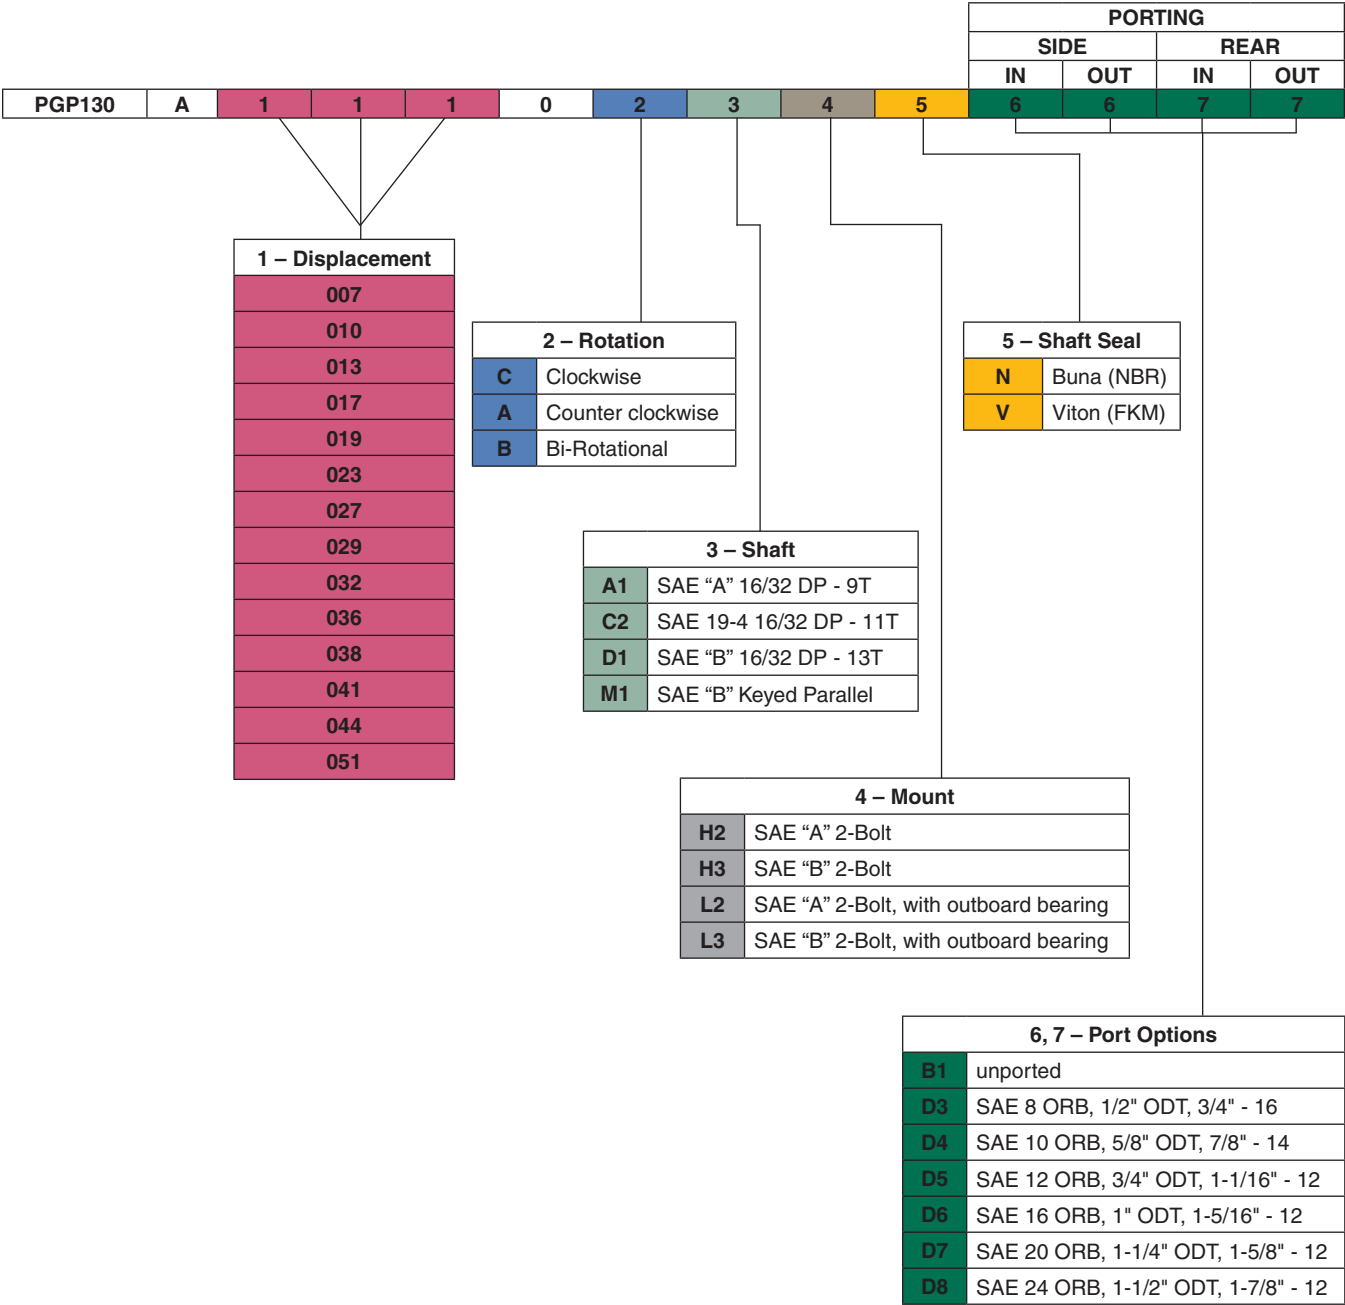 PORTING
SIDE REAR
IN OUT IN OUT
PGP130 A 1 1 1 0 2 3 4 5 6 6 7 7
1 – Displacement
007
010
013
017
019
023
027
029
032
036
038
041
044
051
2 – Rotation
C Clockwise
A Counter clockwise
B Bi-Rotational
5 – Shaft Seal
N Buna (NBR)
V Viton (FKM)
3 – Shaft
A1 SAE “A” 16/32 DP - 9T
C2 SAE 19-4 16/32 DP - 11T
D1 SAE “B” 16/32 DP - 13T
M1 SAE “B” Keyed Parallel
4 – Mount
H2 SAE “A” 2-Bolt
H3 SAE “B” 2-Bolt
L2 SAE “A” 2-Bolt, with outboard bearing
L3 SAE “B” 2-Bolt, with outboard bearing
6, 7 – Port Options
B1 unported
D3 SAE 8 ORB, 1/2" ODT, 3/4" - 16
D4 SAE 10 ORB, 5/8" ODT, 7/8" - 14
D5 SAE 12 ORB, 3/4" ODT, 1-1/16" - 12
D6 SAE 16 ORB, 1" ODT, 1-5/16" - 12
D7 SAE 20 ORB, 1-1/4" ODT, 1-5/8" - 12
D8 SAE 24 ORB, 1-1/2" ODT, 1-7/8" - 12